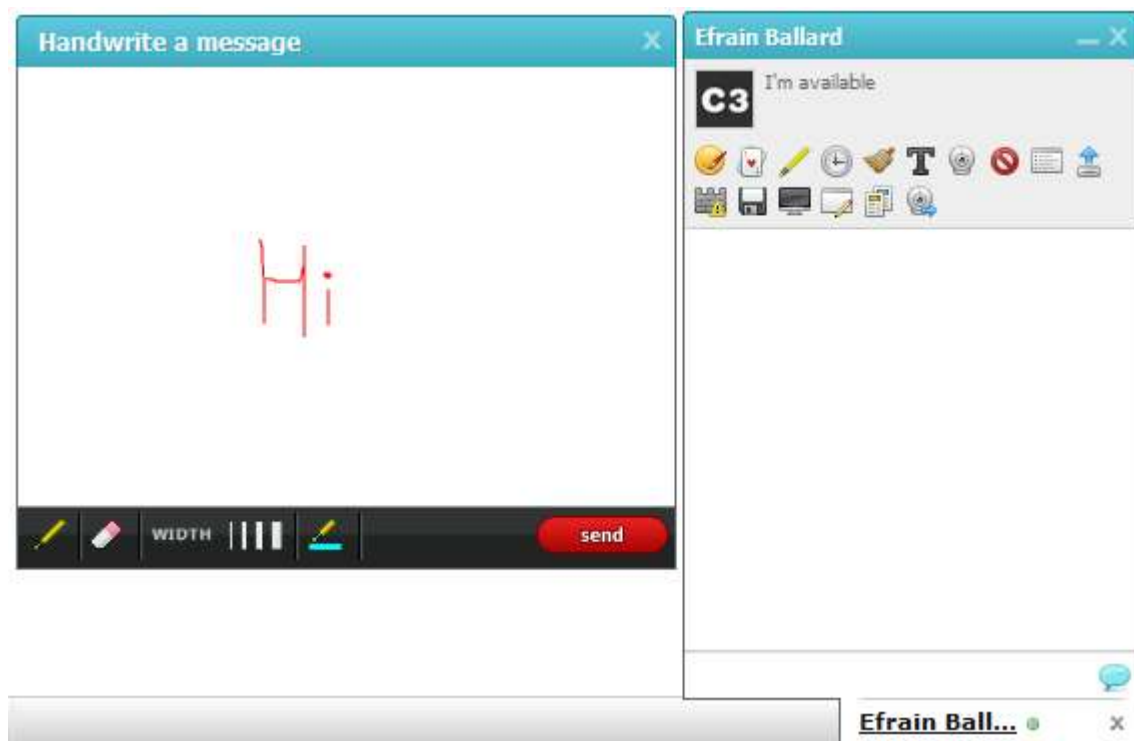 Handwrite a message
Hi
WIDTH
send
Efrain Ballard
C3
I'm available
T
Efrain Ball...